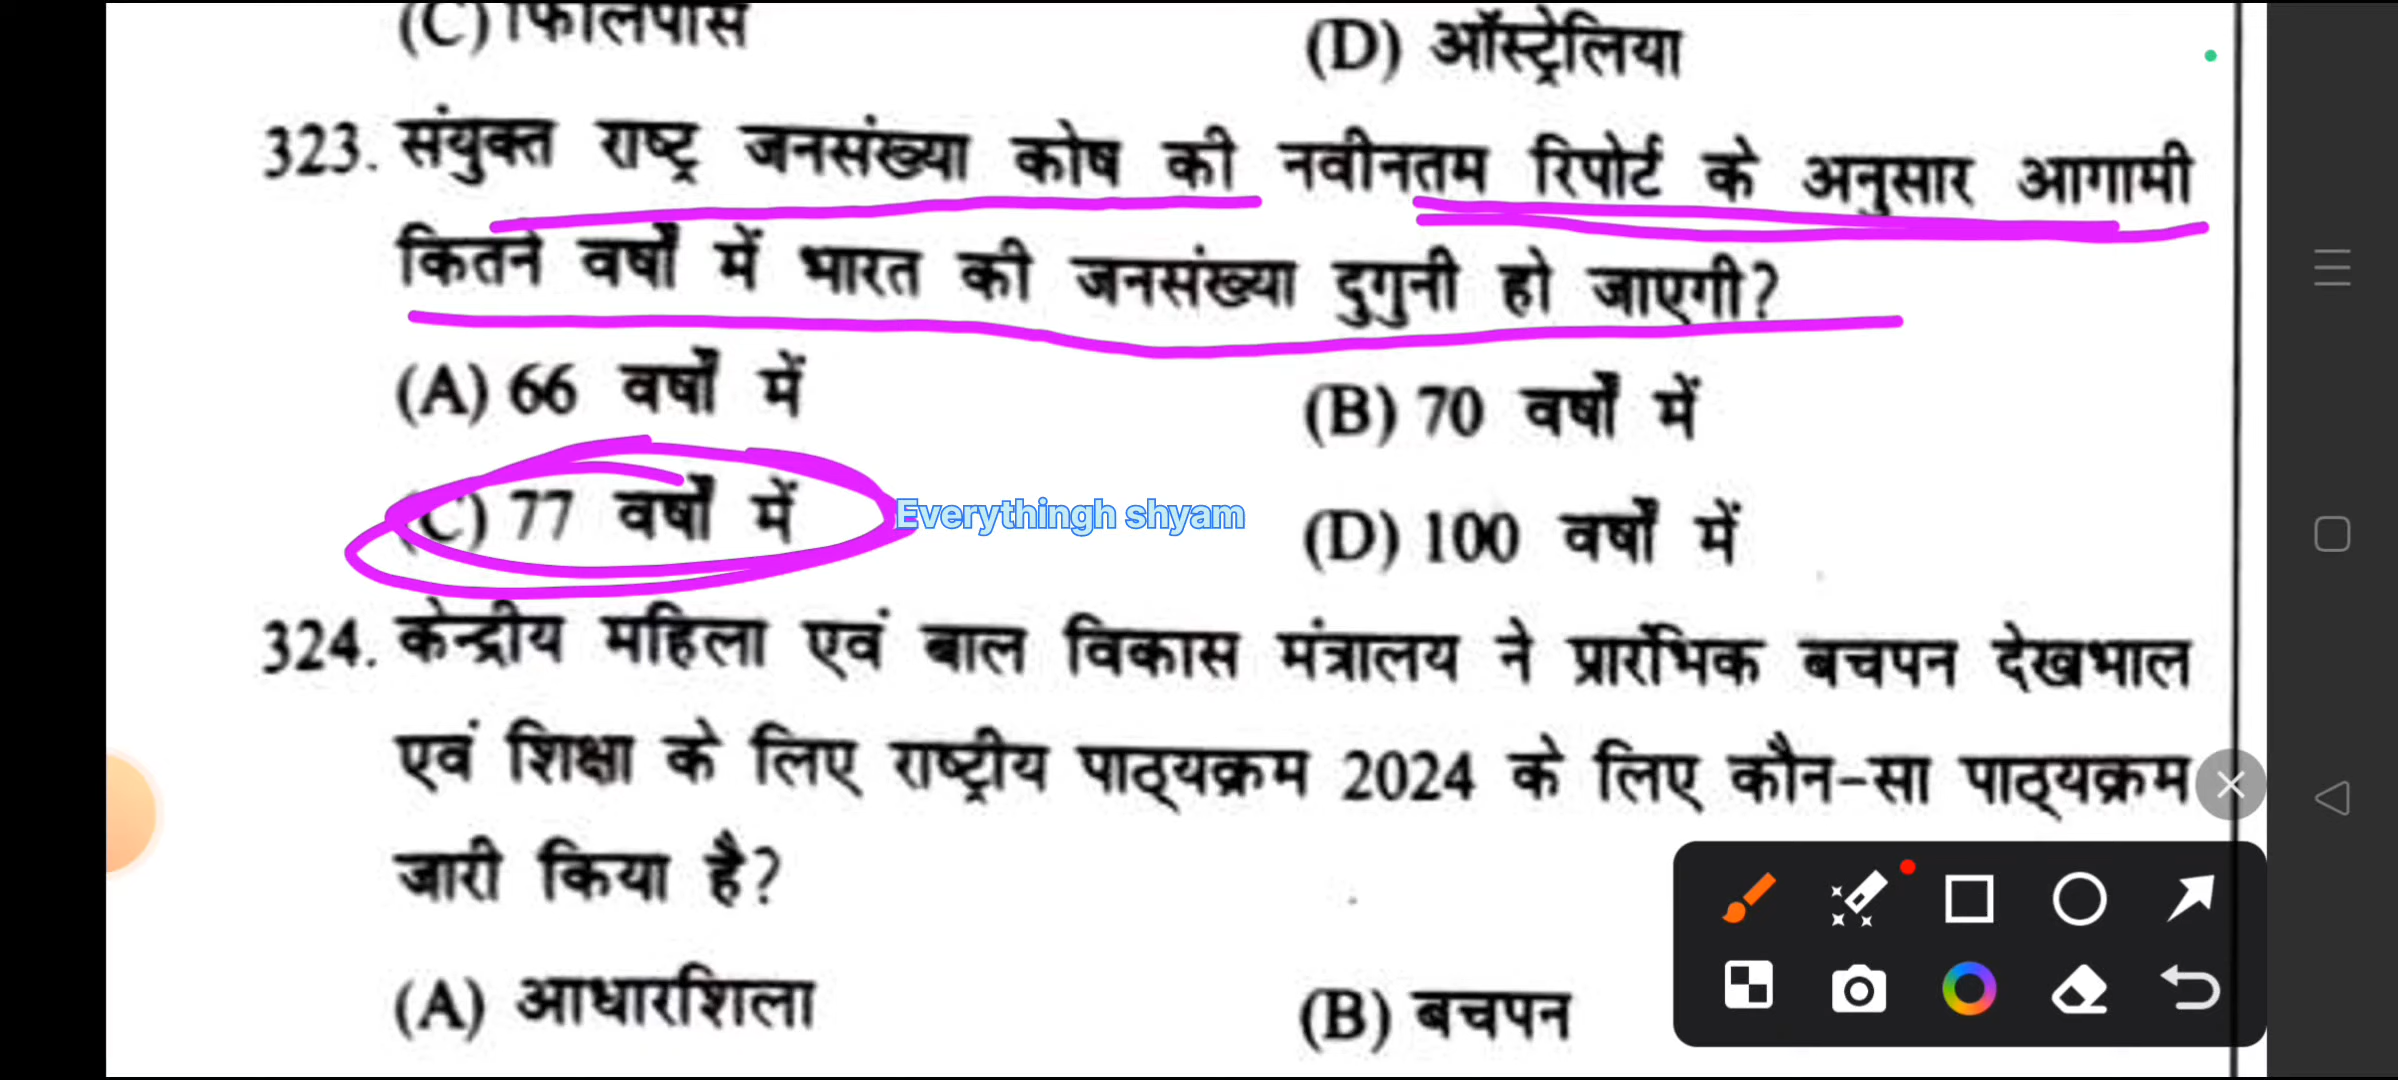 (C) फिलिपींस
(D) ऑस्ट्रेलिया
323. संयुक्त राष्ट्र जनसंख्या कोष की नवीनतम रिपोर्ट के अनुसार आगामी
कितने वर्षों में भारत की जनसंख्या दुगुनी हो जाएगी?
(A) 66 वर्षों में
(B) 70 वर्षों में
(C) 77 वर्षों में
Everythingh shyam
(D) 100 वर्षों में
324. केन्द्रीय महिला एवं बाल विकास मंत्रालय ने प्रारंभिक बचपन देखभाल
एवं शिक्षा के लिए राष्ट्रीय पाठ्यक्रम 2024 के लिए कौन-सा पाठ्यक्रम
जारी किया है?
(A) आधारशिला
(B) बचपन